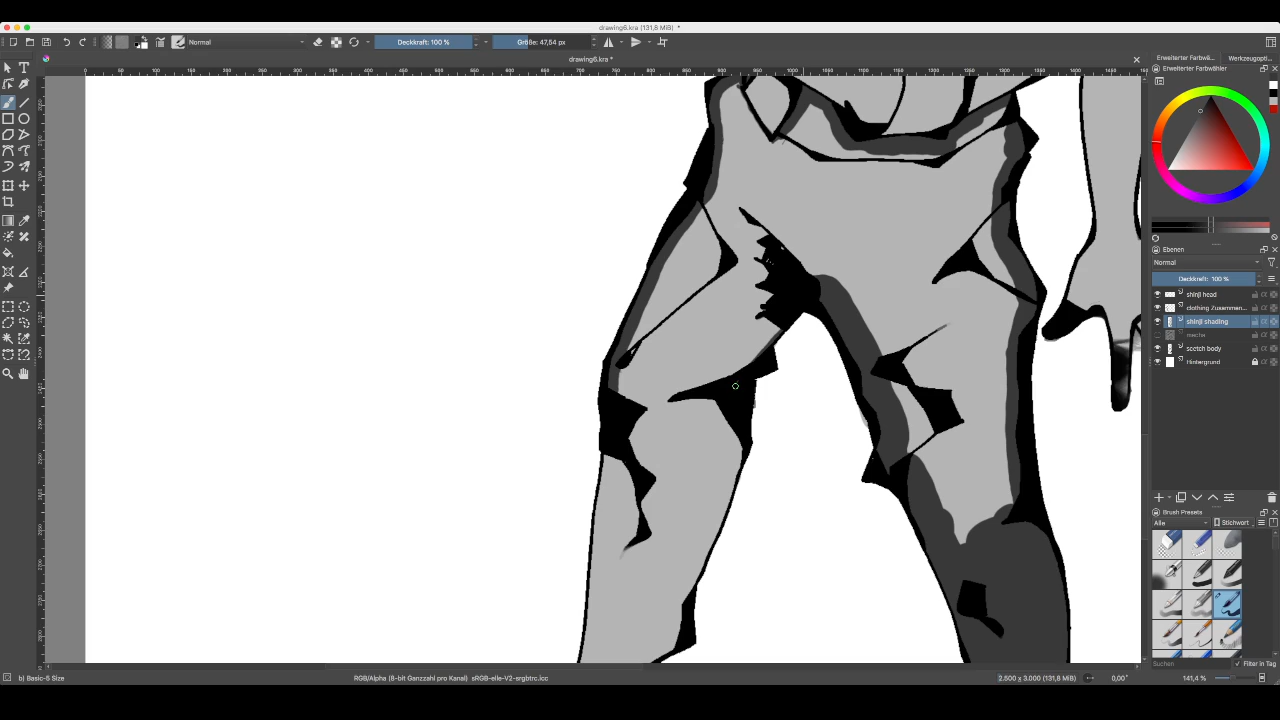 drawing6.kra (131,8 MiB) *
Normal
Deckkraft: 100 %
Größe: 47,54 px
drawing6.kra *
Erweiterter Farbwä...
Werkzeugopti...
Erweiterter Farbwähler
Ebenen
Normal
Deckkraft: 100 %
shinji head
clothing Zusammen...
shinji shading
mecha
scetch body
Hintergrund
Brush Presets
Alle
Stichwort
Suchen
Filter in Tag
b) Basic-5 Size
RGB/Alpha (8-bit Ganzzahl pro Kanal) sRGB-elle-V2-srgbtrc.icc
2.500 x 3.000 (131,8 MiB)
0,00°
141,4 %